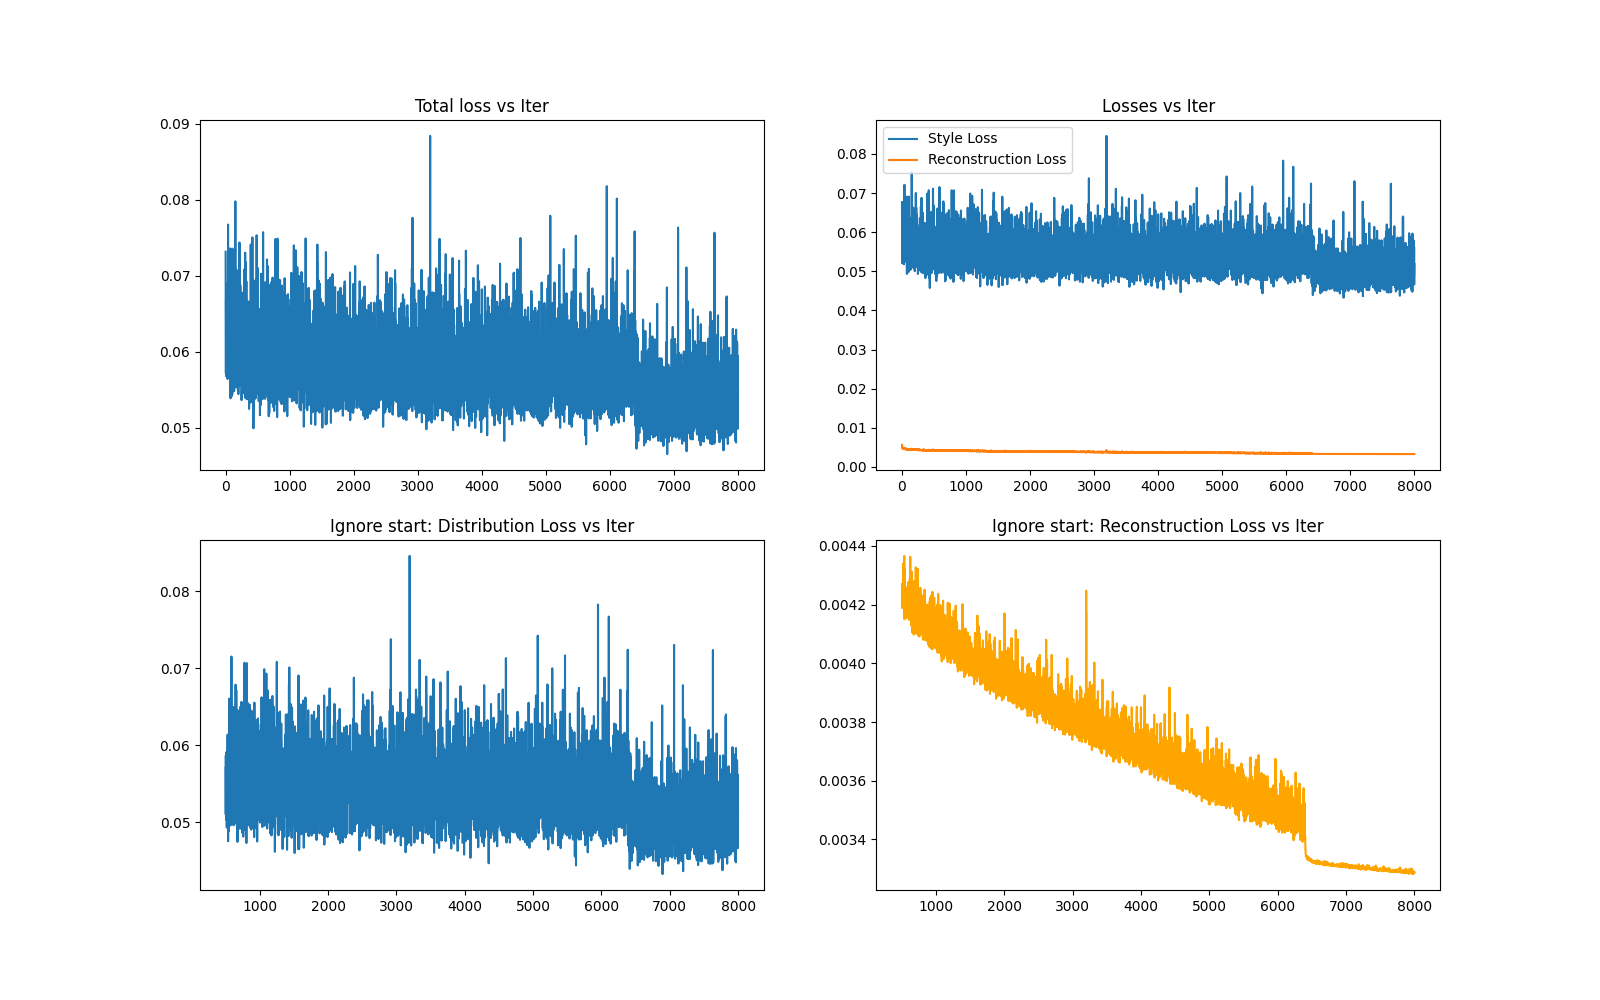 Total loss vs Iter
0.09
0.08
0.07
0.06
0.05
0 1000 2000 3000 4000 5000 6000 7000 8000
Losses vs Iter
Style Loss
Reconstruction Loss
0.08
0.07
0.06
0.05
0.04
0.03
0.02
0.01
0.00
0 1000 2000 3000 4000 5000 6000 7000 8000
Ignore start: Distribution Loss vs Iter
0.08
0.07
0.06
0.05
1000 2000 3000 4000 5000 6000 7000 8000
Ignore start: Reconstruction Loss vs Iter
0.0044
0.0042
0.0040
0.0038
0.0036
0.0034
1000 2000 3000 4000 5000 6000 7000 8000